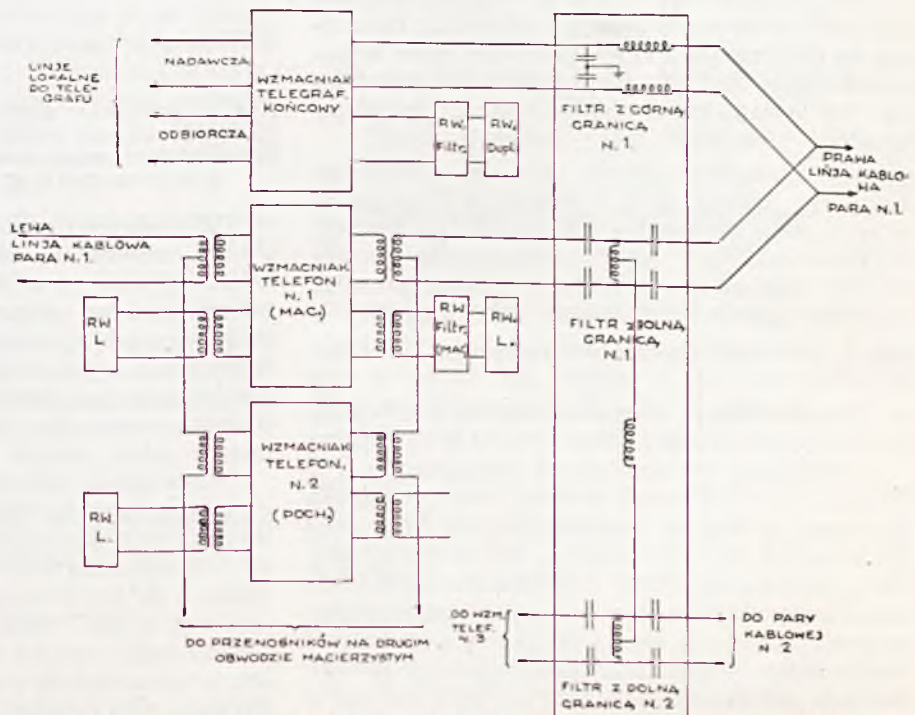 LINJE
LOKALNE
DO TELE-
GRAFU
NADAWCZA
ODBIORCZA
WZMACNIAK
TELEGRAF.
KOŃCOWY
RW.
Filtr.
RW.
Dupl.
FILTR Z GÓRNĄ
GRANICĄ
N. 1.
PRAWA
LINJA KABLO-
WA
PARA N.1.
LEWA
LINJA KABLOWA
PARA N.1.
WZMACNIAK
TELEFON.
N. 1
(MAC.)
RW.
L.
RW.
Filtr.
(MAC)
RW.
L.
FILTR Z DOLNĄ
GRANICĄ
N. 1
WZMACNIAK
TELEFON.
N. 2
(POCH.)
RW.
L.
DO PRZENOŚNIKÓW NA DRUGIM
OBWODZIE MACIERZYSTYM
DO WZM.
TELEF.
N. 3
DO PARY
KABLOWEJ
N. 2
FILTR Z DOLNĄ
GRANICĄ N. 2